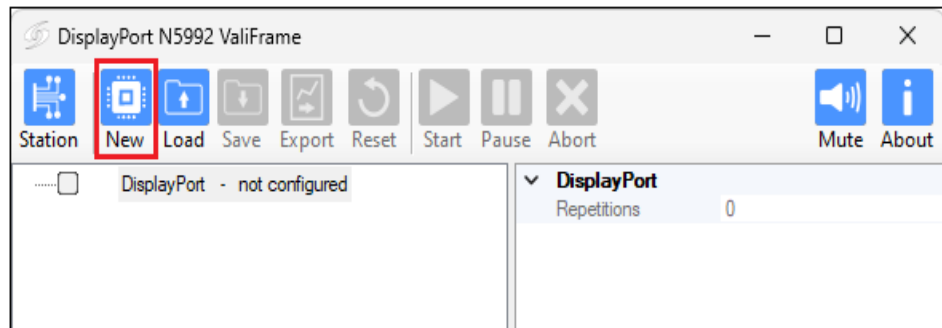 DisplayPort N5992 ValiFrame
Station New Load Save Export Reset Start Pause Abort Mute About
DisplayPort - not configured
DisplayPort
Repetitions 0